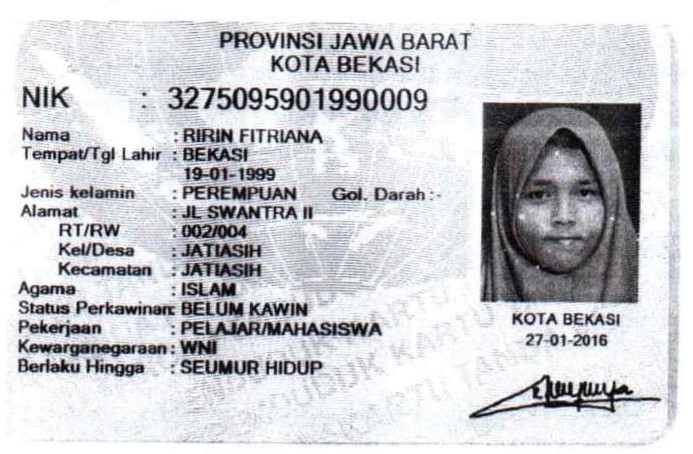 PROVINSI JAWA BARAT
KOTA BEKASI
NIK : 3275095901990009
Nama : RIRIN FITRIANA
Tempat/Tgl Lahir : BEKASI
19-01-1999
Jenis kelamin : PEREMPUAN Gol. Darah :-
Alamat : JL SWANTRA II
RT/RW : 002/004
Kel/Desa : JATIASIH
Kecamatan : JATIASIH
Agama : ISLAM
Status Perkawinan: BELUM KAWIN
Pekerjaan : PELAJAR/MAHASISWA
Kewarganegaraan : WNI
Berlaku Hingga : SEUMUR HIDUP
KOTA BEKASI
27-01-2016